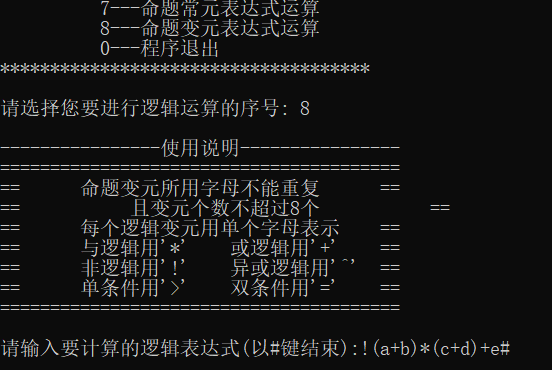 7---命题常元表达式运算
8---命题变元表达式运算
0---程序退出
*************************************
请选择您要进行逻辑运算的序号: 8
----------------使用说明----------------
========================================
== 命题变元所用字母不能重复 ==
== 且变元个数不超过8个 ==
== 每个逻辑变元用单个字母表示 ==
== 与逻辑用'*' 或逻辑用'+' ==
== 非逻辑用'!' 异或逻辑用'^' ==
== 单条件用'>' 双条件用'=' ==
========================================
请输入要计算的逻辑表达式(以#键结束):!(a+b)*(c+d)+e#